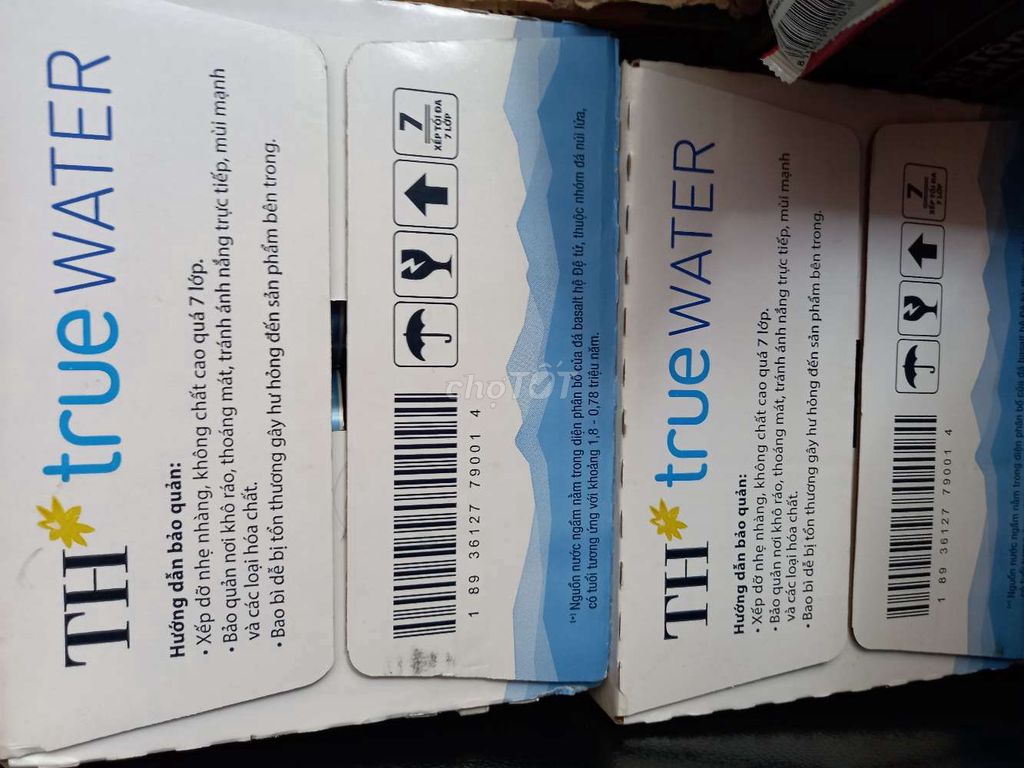 TH true WATER
Hướng dẫn bảo quản:
• Xếp dỡ nhẹ nhàng, không chất cao quá 7 lớp.
• Bảo quản nơi khô ráo, thoáng mát, tránh ánh nắng trực tiếp, mùi mạnh
và các loại hóa chất.
• Bao bì dễ bị tổn thương gây hư hỏng đến sản phẩm bên trong.
7
XẾP TỐI ĐA
7 LỚP
1 89 36127 79001 4
(*) Nguồn nước ngầm nằm trong diện phân bố của đá basalt hệ Đệ tứ, thuộc nhóm đá núi lửa,
có tuổi tương ứng với khoảng 1,8 - 0,78 triệu năm.
chợTỐT
TH true WATER
Hướng dẫn bảo quản:
• Xếp dỡ nhẹ nhàng, không chất cao quá 7 lớp.
• Bảo quản nơi khô ráo, thoáng mát, tránh ánh nắng trực tiếp, mùi mạnh
và các loại hóa chất.
• Bao bì dễ bị tổn thương gây hư hỏng đến sản phẩm bên trong.
7
XẾP TỐI ĐA
7 LỚP
1 89 36127 79001 4
(*) Nguồn nước ngầm nằm trong diện phân bố của đá basalt hệ Đệ tứ